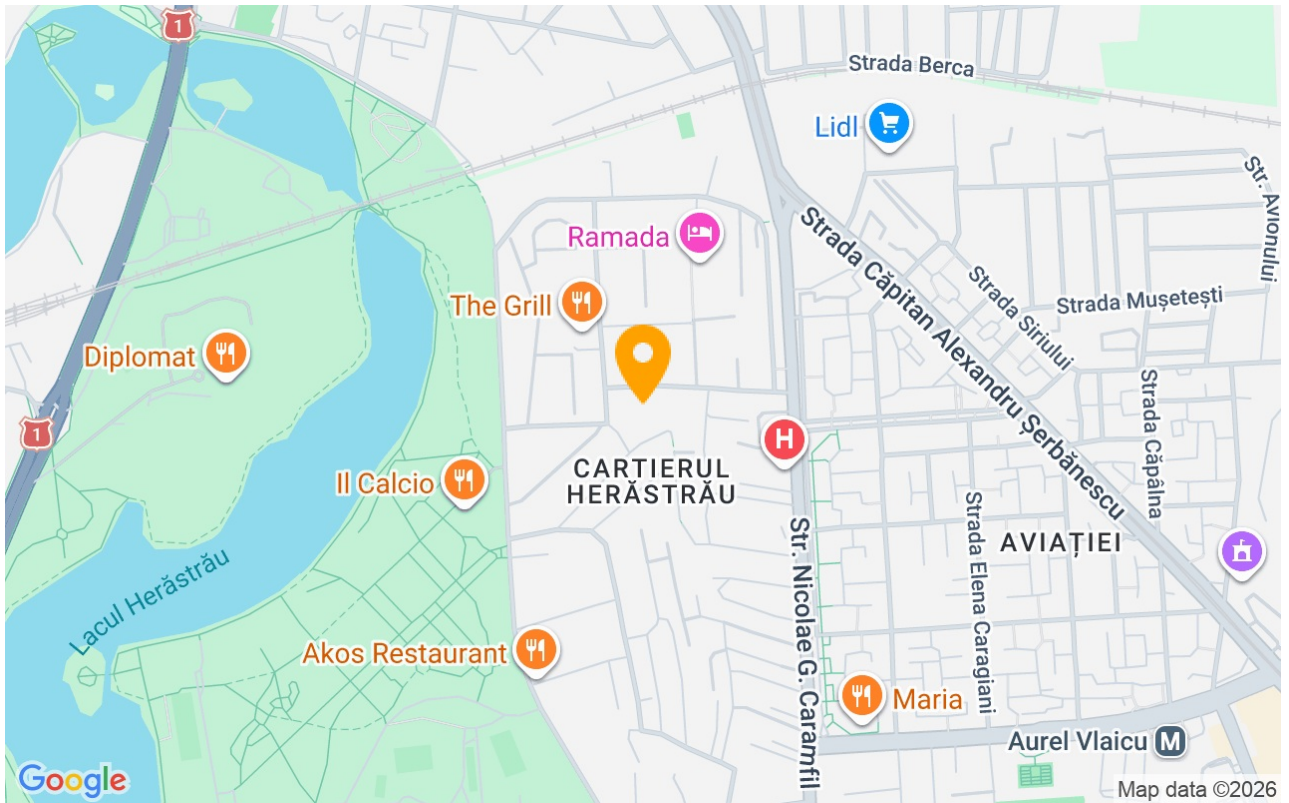 1
Strada Berca
Lidl
Str. Avionului
Ramada
Strada Căpitan Alexandru Șerbănescu
Strada Siriului
Strada Mușetești
The Grill
Diplomat
Strada Căpâlna
1
H
Il Calcio
CARTIERUL
HERĂSTRĂU
Strada Elena Caragiani
AVIAȚIEI
Str. Nicolae G. Caramfil
Lacul Herăstrău
Akos Restaurant
Maria
Aurel Vlaicu M
Google
Map data ©2026